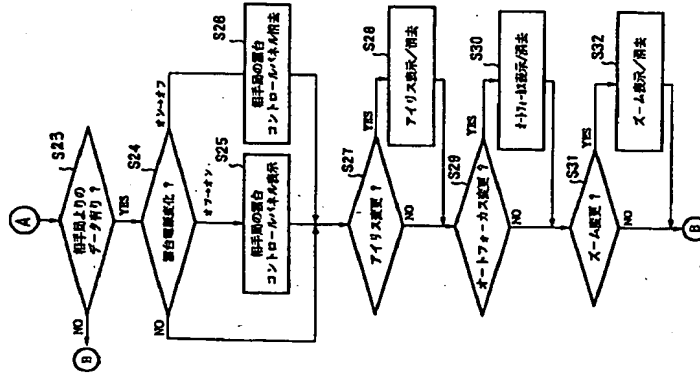 A
S23
相手局よりの
データ有り?
NO
B
YES
S24
雲台電源変化?
NO
オン→オフ
オフ→オン
S26
相手局の雲台
コントロールパネル消去
S25
相手局の雲台
コントロールパネル表示
S27
アイリス変更?
YES
NO
S28
アイリス表示/消去
S29
オートフォーカス変更?
YES
NO
S30
オートフォーカス表示/消去
S31
ズーム変更?
YES
NO
S32
ズーム表示/消去
B